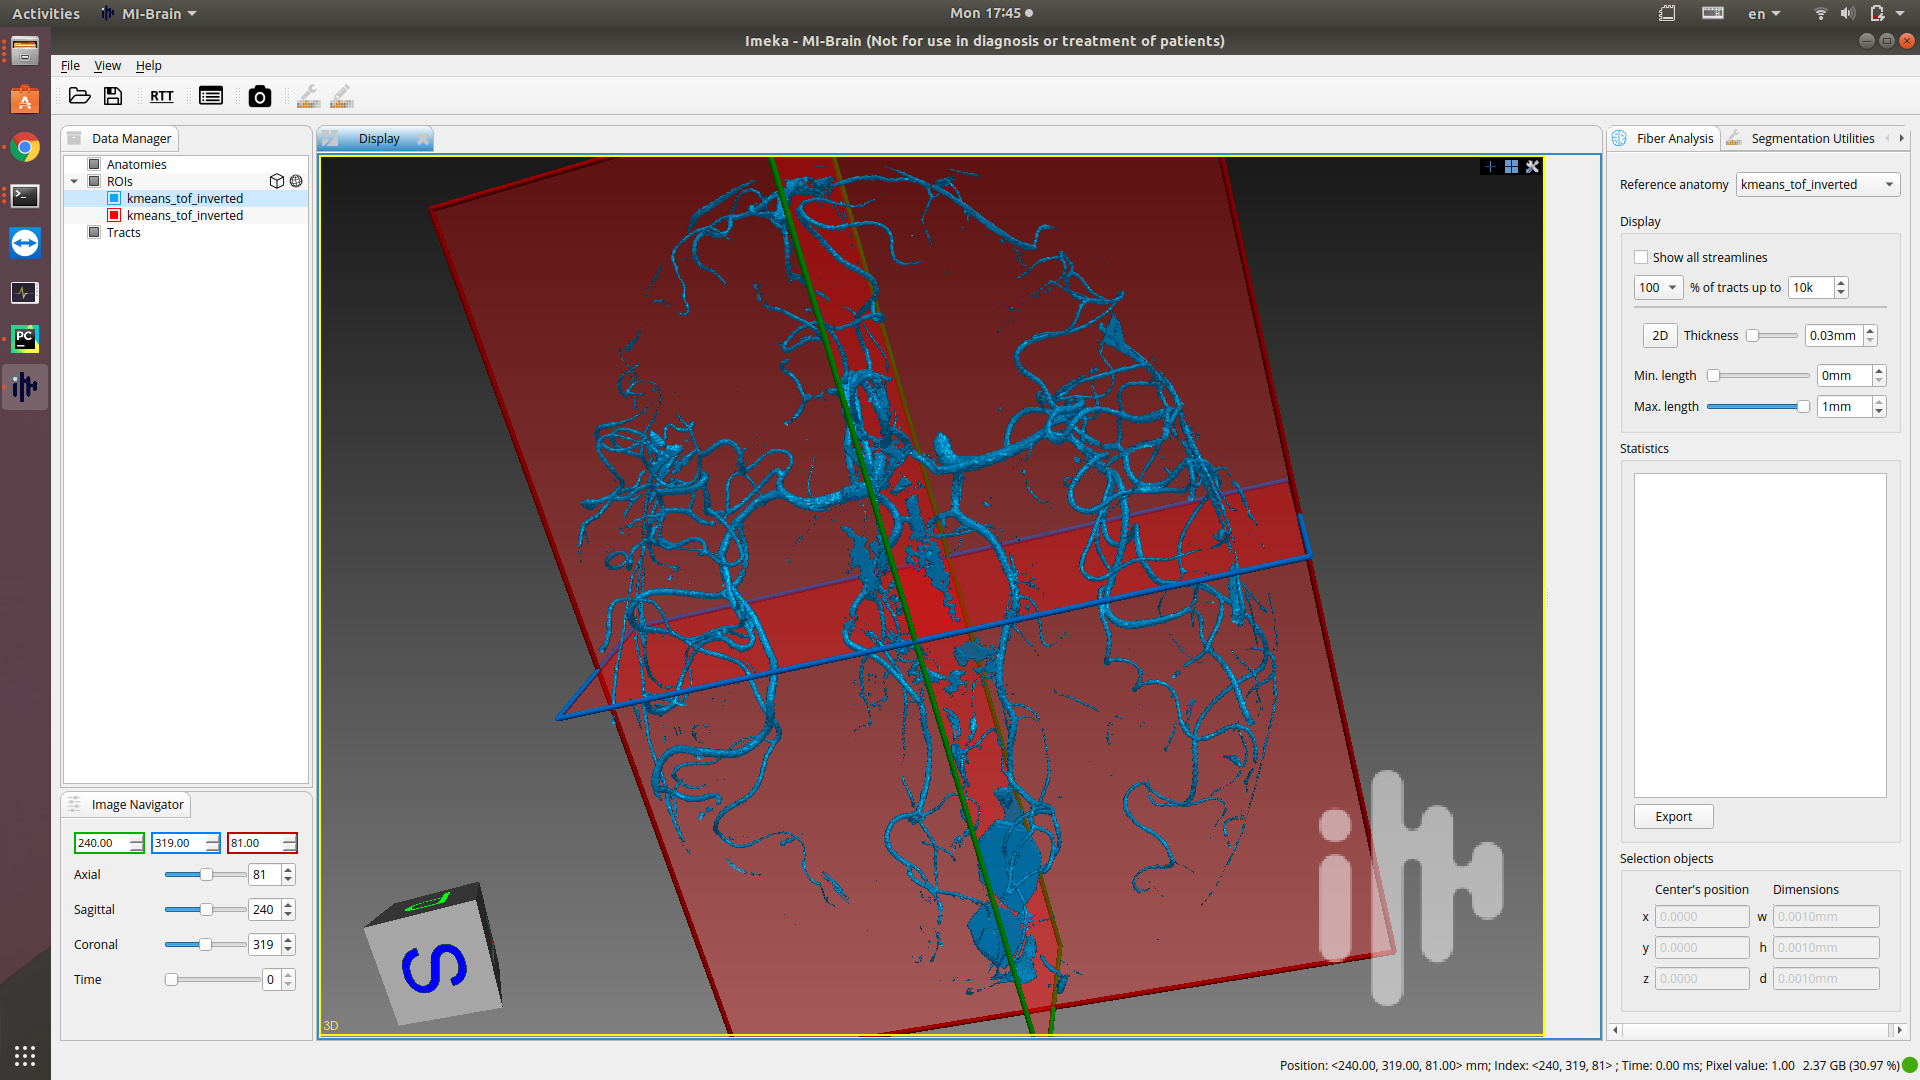 Activities MI-Brain Mon 17:45 en
Imeka - MI-Brain (Not for use in diagnosis or treatment of patients)
File View Help
RTT
Data Manager
Anatomies
ROIs
kmeans_tof_inverted
kmeans_tof_inverted
Tracts
Image Navigator
240.00 319.00 81.00
Axial 81
Sagittal 240
Coronal 319
Time 0
Display
S
3D
Fiber Analysis Segmentation Utilities
Reference anatomy kmeans_tof_inverted
Display
Show all streamlines
100 % of tracts up to 10k
2D Thickness 0.03mm
Min. length 0mm
Max. length 1mm
Statistics
Export
Selection objects
Center's position Dimensions
x 0.0000 w 0.0010mm
y 0.0000 h 0.0010mm
z 0.0000 d 0.0010mm
Position: <240.00, 319.00, 81.00> mm; Index: <240, 319, 81> ; Time: 0.00 ms; Pixel value: 1.00 2.37 GB (30.97 %)
PC